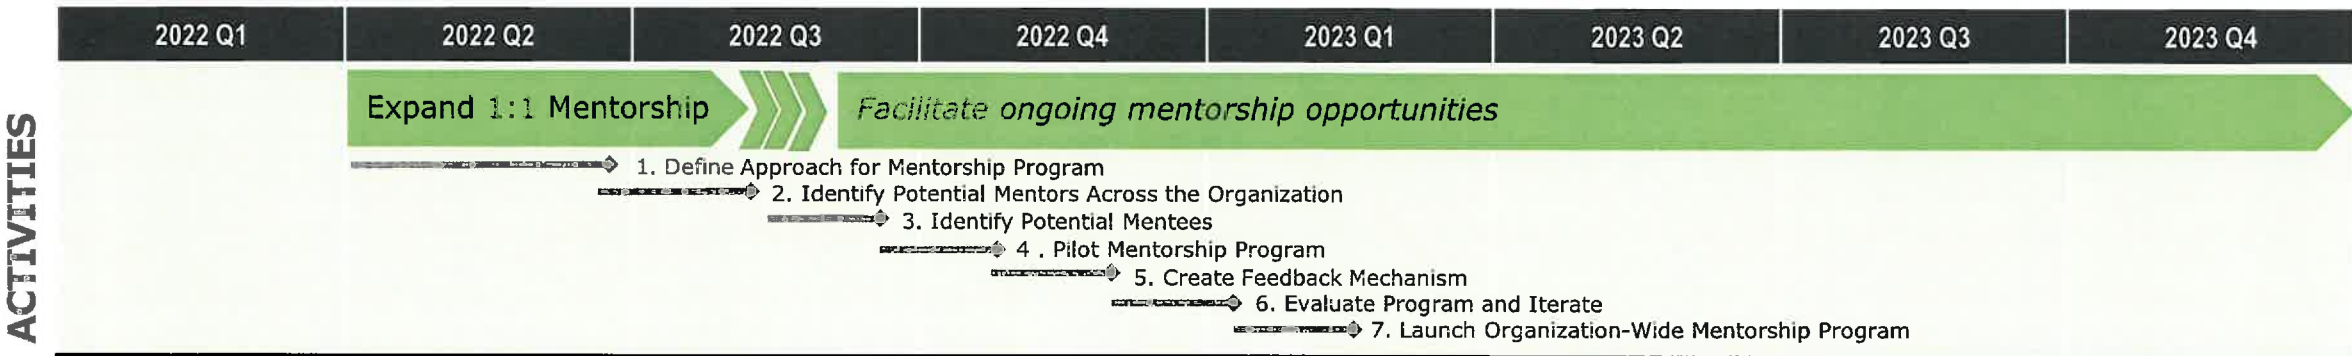 2022 Q1 2022 Q2 2022 Q3 2022 Q4 2023 Q1 2023 Q2 2023 Q3 2023 Q4
ACTIVITIES
Expand 1:1 Mentorship
Facilitate ongoing mentorship opportunities
1. Define Approach for Mentorship Program
2. Identify Potential Mentors Across the Organization
3. Identify Potential Mentees
4 . Pilot Mentorship Program
5. Create Feedback Mechanism
6. Evaluate Program and Iterate
7. Launch Organization-Wide Mentorship Program